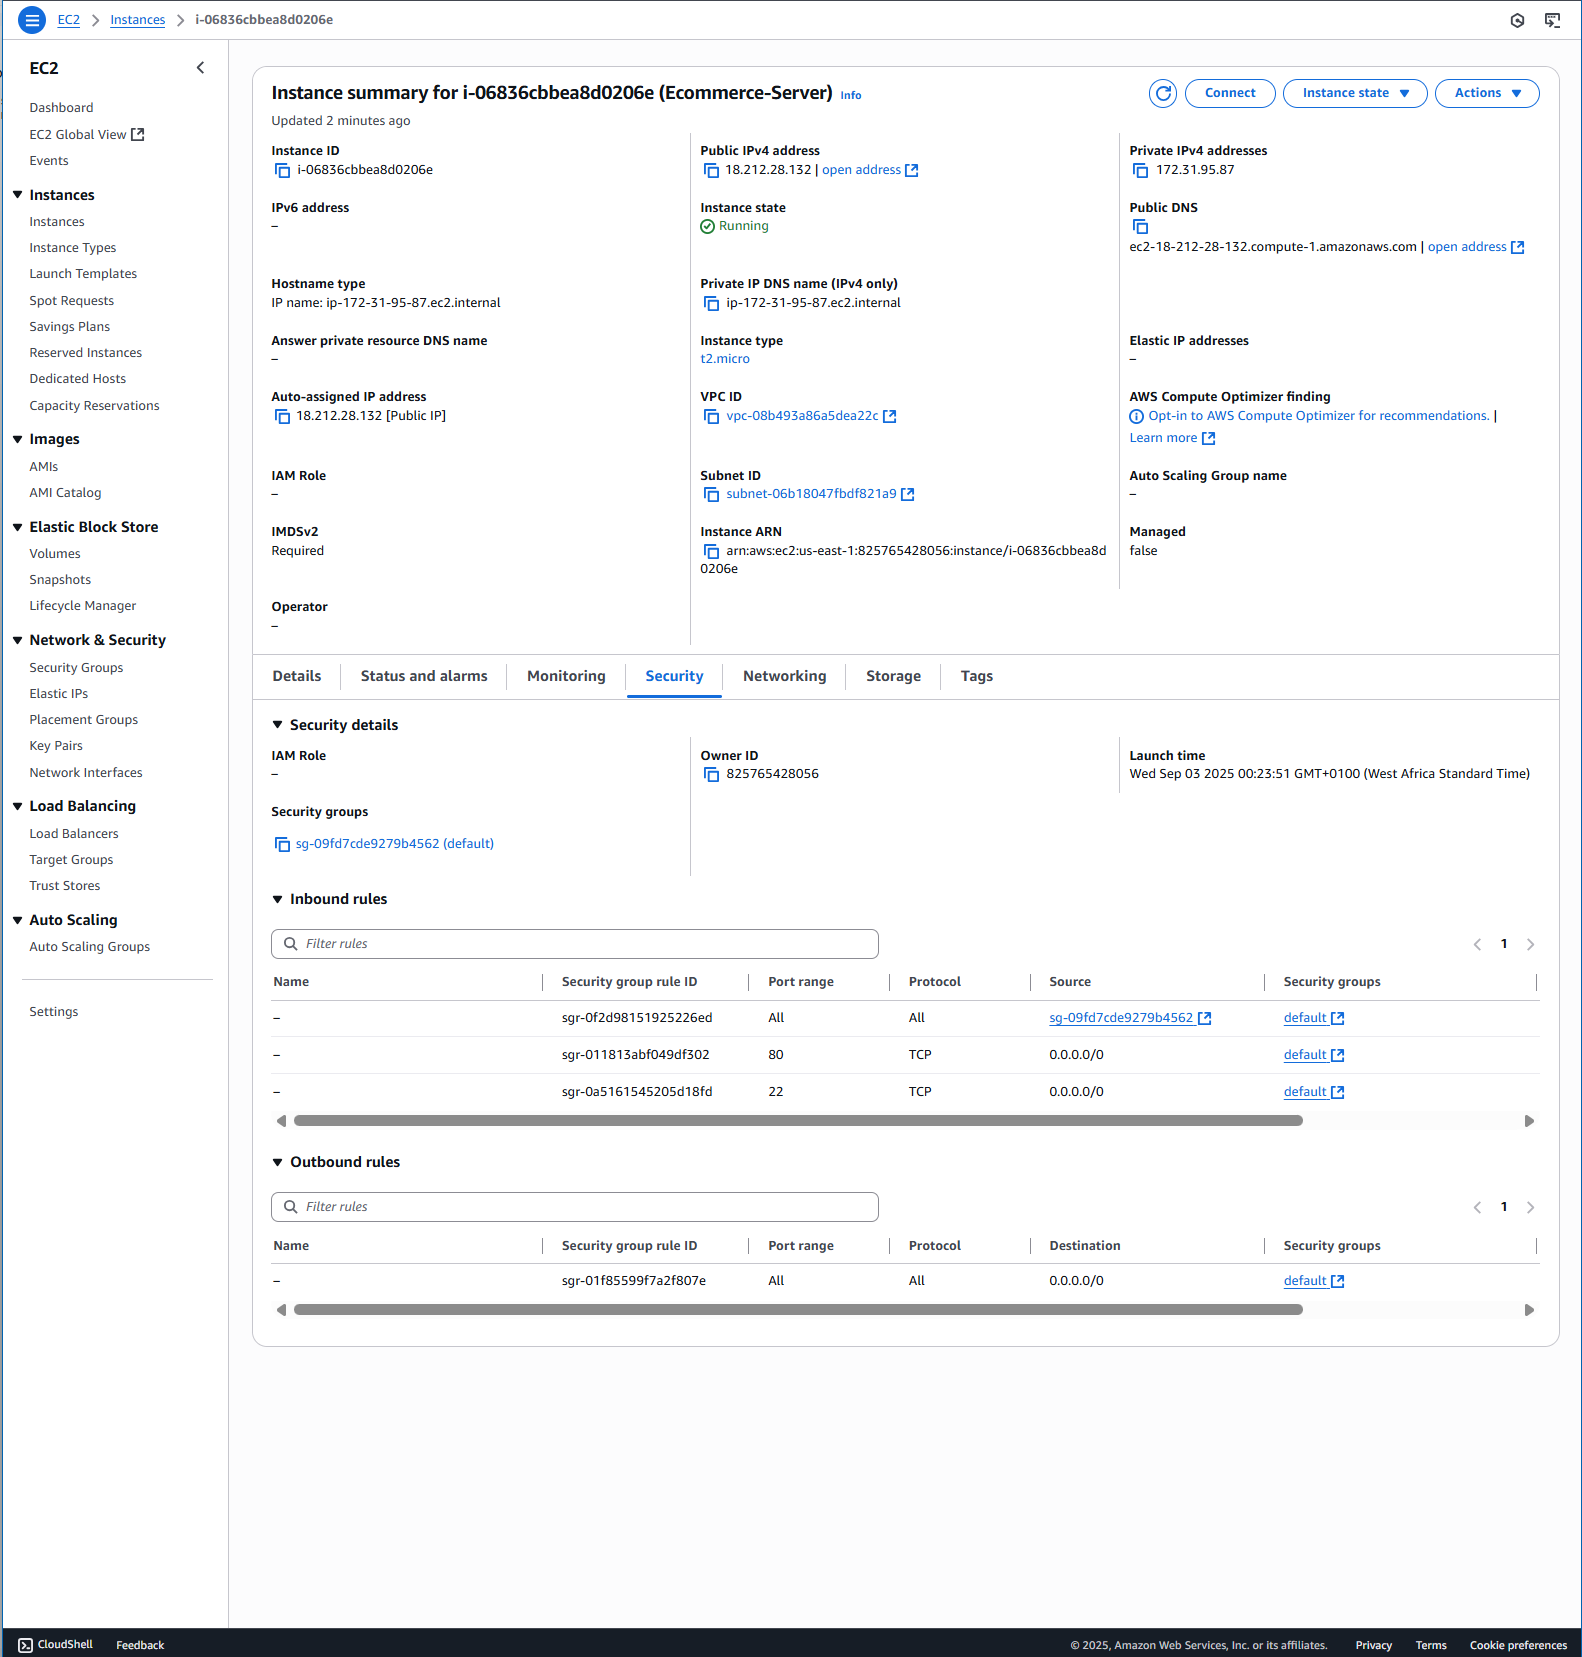 EC2 > Instances > i-06836cbbea8d0206e
EC2
Dashboard
EC2 Global View
Events
Instances
Instances
Instance Types
Launch Templates
Spot Requests
Savings Plans
Reserved Instances
Dedicated Hosts
Capacity Reservations
Images
AMIs
AMI Catalog
Elastic Block Store
Volumes
Snapshots
Lifecycle Manager
Network & Security
Security Groups
Elastic IPs
Placement Groups
Key Pairs
Network Interfaces
Load Balancing
Load Balancers
Target Groups
Trust Stores
Auto Scaling
Auto Scaling Groups
Settings
Instance summary for i-06836cbbea8d0206e (Ecommerce-Server) Info
Connect Instance state Actions
Updated 2 minutes ago
Instance ID
i-06836cbbea8d0206e
Public IPv4 address
18.212.28.132 | open address
Private IPv4 addresses
172.31.95.87
IPv6 address
–
Instance state
Running
Public DNS
ec2-18-212-28-132.compute-1.amazonaws.com | open address
Hostname type
IP name: ip-172-31-95-87.ec2.internal
Private IP DNS name (IPv4 only)
ip-172-31-95-87.ec2.internal
Answer private resource DNS name
–
Instance type
t2.micro
Elastic IP addresses
–
Auto-assigned IP address
18.212.28.132 [Public IP]
VPC ID
vpc-08b493a86a5dea22c
AWS Compute Optimizer finding
Opt-in to AWS Compute Optimizer for recommendations. |
Learn more
IAM Role
–
Subnet ID
subnet-06b18047fbdf821a9
Auto Scaling Group name
–
IMDSv2
Required
Instance ARN
arn:aws:ec2:us-east-1:825765428056:instance/i-06836cbbea8d
0206e
Managed
false
Operator
–
Details Status and alarms Monitoring Security Networking Storage Tags
Security details
IAM Role
–
Owner ID
825765428056
Launch time
Wed Sep 03 2025 00:23:51 GMT+0100 (West Africa Standard Time)
Security groups
sg-09fd7cde9279b4562 (default)
Inbound rules
Filter rules
1
Name Security group rule ID Port range Protocol Source Security groups
– sgr-0f2d98151925226ed All All sg-09fd7cde9279b4562 default
– sgr-011813abf049df302 80 TCP 0.0.0.0/0 default
– sgr-0a5161545205d18fd 22 TCP 0.0.0.0/0 default
Outbound rules
Filter rules
1
Name Security group rule ID Port range Protocol Destination Security groups
– sgr-01f85599f7a2f807e All All 0.0.0.0/0 default
CloudShell Feedback © 2025, Amazon Web Services, Inc. or its affiliates. Privacy Terms Cookie preferences